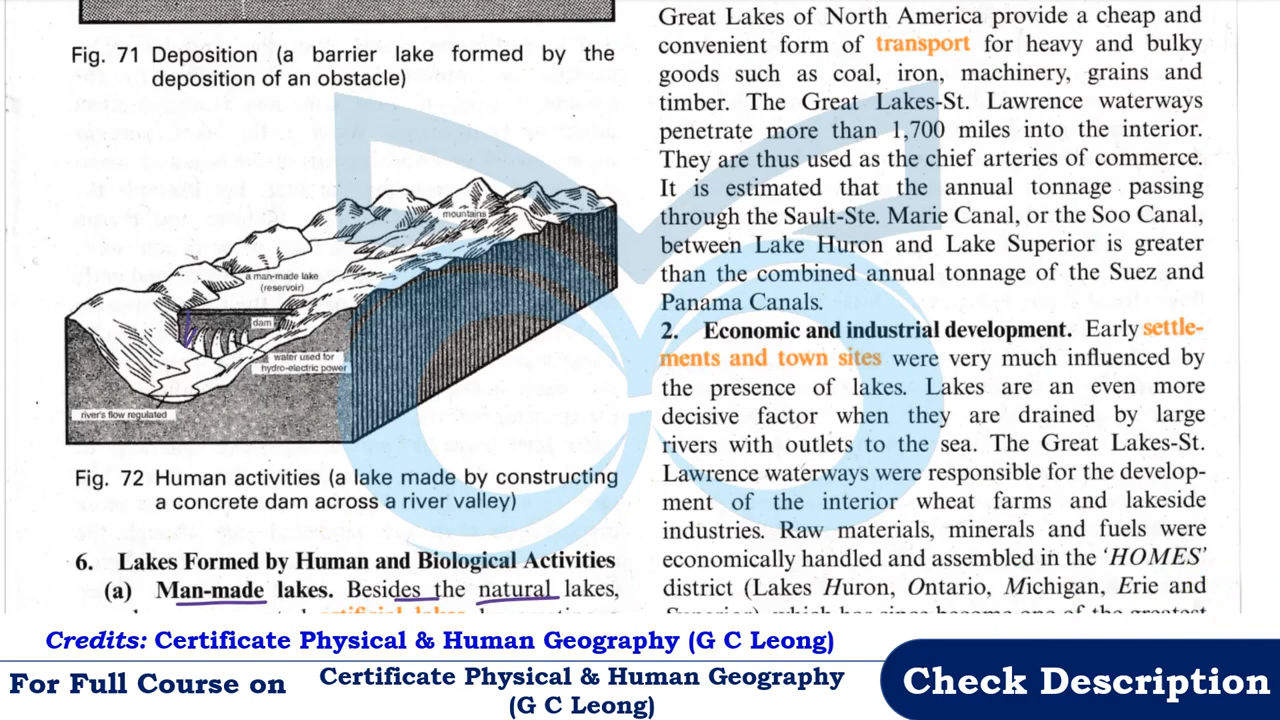 Fig. 71 Deposition (a barrier lake formed by the
deposition of an obstacle)
mountains
a man-made lake
(reservoir)
dam
water used for
hydro-electric power
river's flow regulated
Fig. 72 Human activities (a lake made by constructing
a concrete dam across a river valley)
6. Lakes Formed by Human and Biological Activities
(a) Man-made lakes. Besides the natural lakes,
artificial lakes
Great Lakes of North America provide a cheap and
convenient form of transport for heavy and bulky
goods such as coal, iron, machinery, grains and
timber. The Great Lakes-St. Lawrence waterways
penetrate more than 1,700 miles into the interior.
They are thus used as the chief arteries of commerce.
It is estimated that the annual tonnage passing
through the Sault-Ste. Marie Canal, or the Soo Canal,
between Lake Huron and Lake Superior is greater
than the combined annual tonnage of the Suez and
Panama Canals.
2. Economic and industrial development. Early settle-
ments and town sites were very much influenced by
the presence of lakes. Lakes are an even more
decisive factor when they are drained by large
rivers with outlets to the sea. The Great Lakes-St.
Lawrence waterways were responsible for the develop-
ment of the interior wheat farms and lakeside
industries. Raw materials, minerals and fuels were
economically handled and assembled in the 'HOMES'
district (Lakes Huron, Ontario, Michigan, Erie and
Superior), which has since become one of the greatest
Credits: Certificate Physical & Human Geography (G C Leong)
For Full Course on
Certificate Physical & Human Geography
(G C Leong)
Check Description